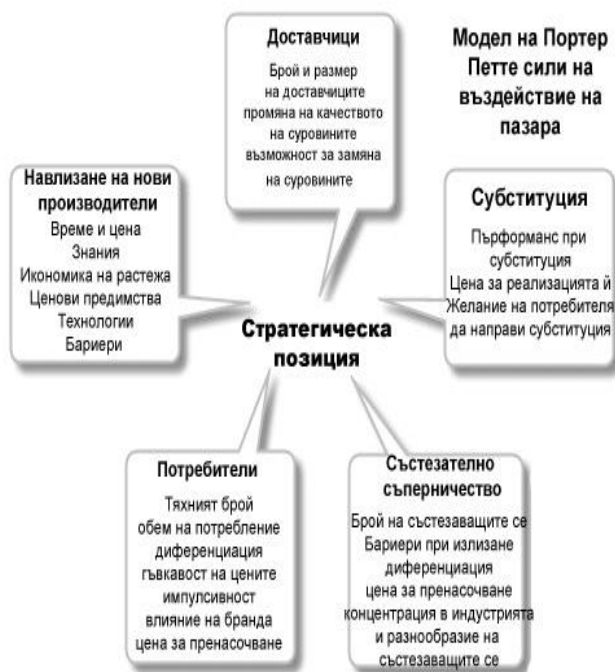 Доставчици
Брой и размер
на доставчиците
промяна на качеството
на суровините
възможност за замяна
на суровините
Модел на Портер
Петте сили на
въздействие на
пазара
Навлизане на нови
производители
Време и цена
Знания
Икономика на растежа
Ценови предимства
Технологии
Бариери
Субституция
Пърформанс при
субституция
Цена за реализацията й
Желание на потребителя
да направи субституция
Стратегическа
позиция
Потребители
Тяхният брой
обем на потребление
диференциация
гъвкавост на цените
импулсивност
влияние на бранда
цена за пренасочване
Състезателно
съперничество
Брой на състезаващите се
Бариери при излизане
диференциация
цена за пренасочване
концентрация в индустрията
и разнообразие на
състезаващите се